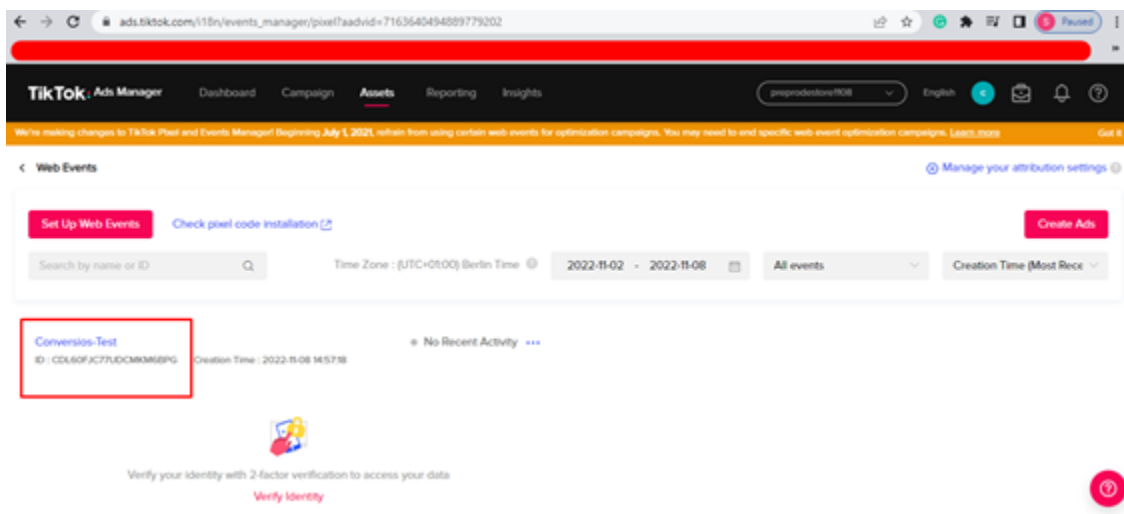 ads.tiktok.com/i18n/events_manager/pixel?aadvid=7163640494889779202
Paused
TikTok: Ads Manager Dashboard Campaign Assets Reporting Insights preprodestore1108 English
We're making changes to TikTok Pixel and Events Manager! Beginning July 1, 2021, refrain from using certain web events for optimization campaigns. You may need to end specific web event optimization campaigns. Learn more Got it
Web Events Manage your attribution settings
Set Up Web Events Check pixel code installation Create Ads
Search by name or ID Time Zone : (UTC+01:00) Berlin Time 2022-11-02 - 2022-11-08 All events Creation Time (Most Rece
Conversios-Test No Recent Activity
ID : Creation Time : 2022-11-08 14:57:18
Verify your identity with 2-factor verification to access your data
Verify Identity